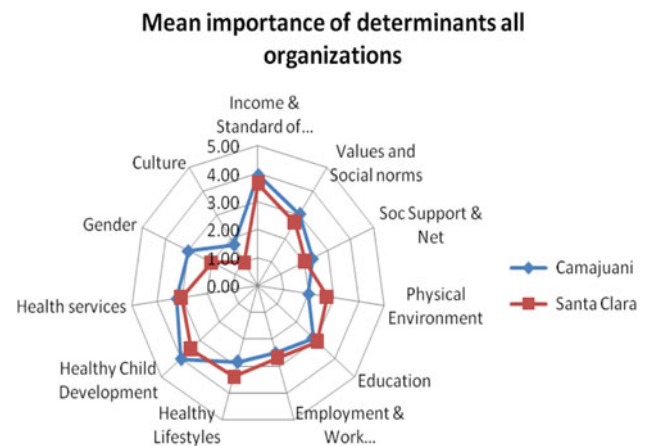 Mean importance of determinants all
organizations
Income &
Standard of...
Values and
Social norms
Soc Support &
Net
Physical
Environment
Education
Employment &
Work...
Healthy
Lifestyles
Healthy Child
Development
Health services
Gender
Culture
5.00
4.00
3.00
2.00
1.00
0.00
Camajuani
Santa Clara